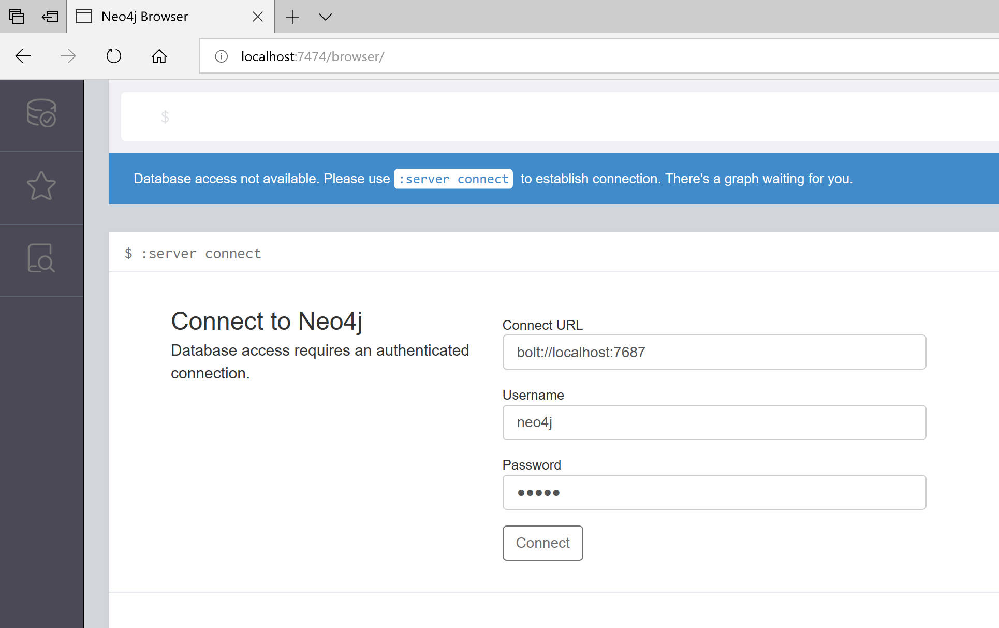 Neo4j Browser
localhost:7474/browser/
$
Database access not available. Please use :server connect to establish connection. There's a graph waiting for you.
$ :server connect
Connect to Neo4j
Database access requires an authenticated
connection.
Connect URL
bolt://localhost:7687
Username
neo4j
Password
•••••
Connect